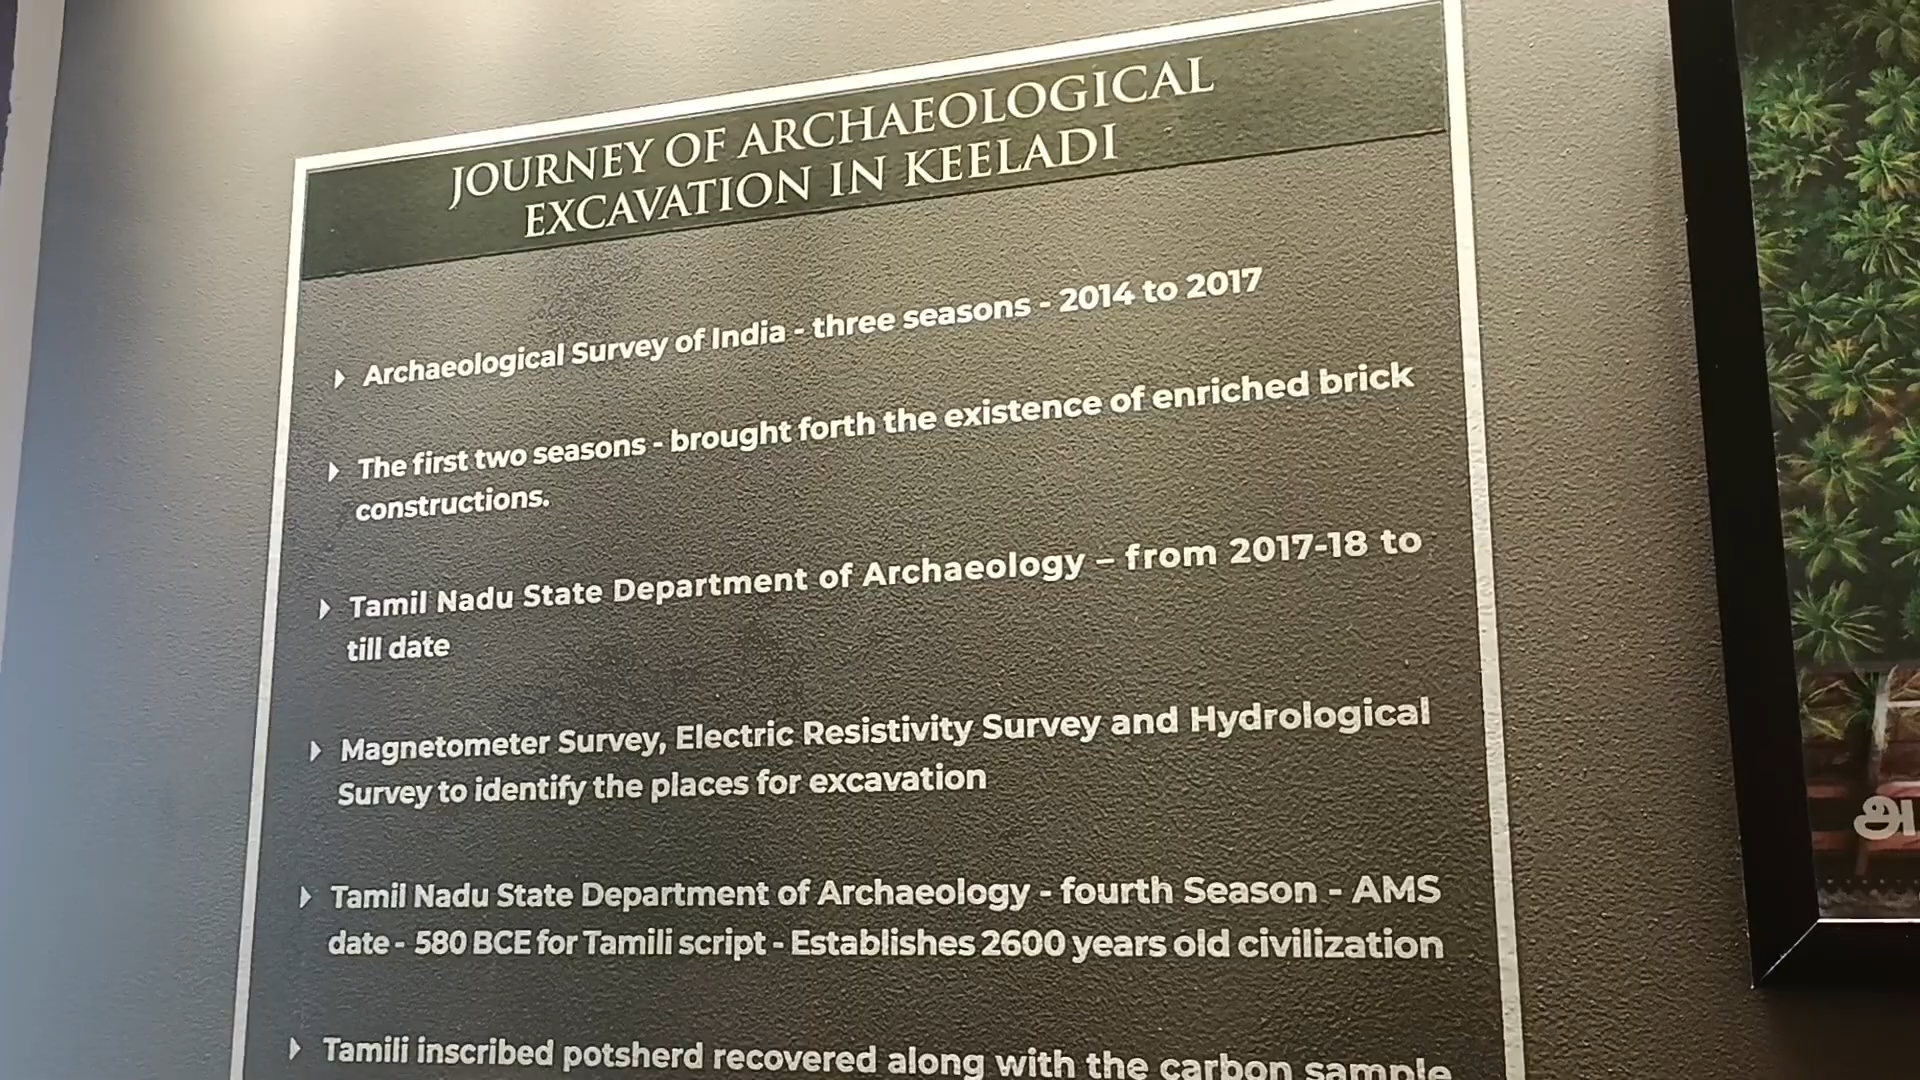 JOURNEY OF ARCHAEOLOGICAL
EXCAVATION IN KEELADI
Archaeological Survey of India - three seasons - 2014 to 2017
The first two seasons - brought forth the existence of enriched brick
constructions.
Tamil Nadu State Department of Archaeology – from 2017-18 to
till date
Magnetometer Survey, Electric Resistivity Survey and Hydrological
Survey to identify the places for excavation
Tamil Nadu State Department of Archaeology - fourth Season - AMS
date - 580 BCE for Tamili script - Establishes 2600 years old civilization
Tamili inscribed potsherd recovered along with the carbon sample